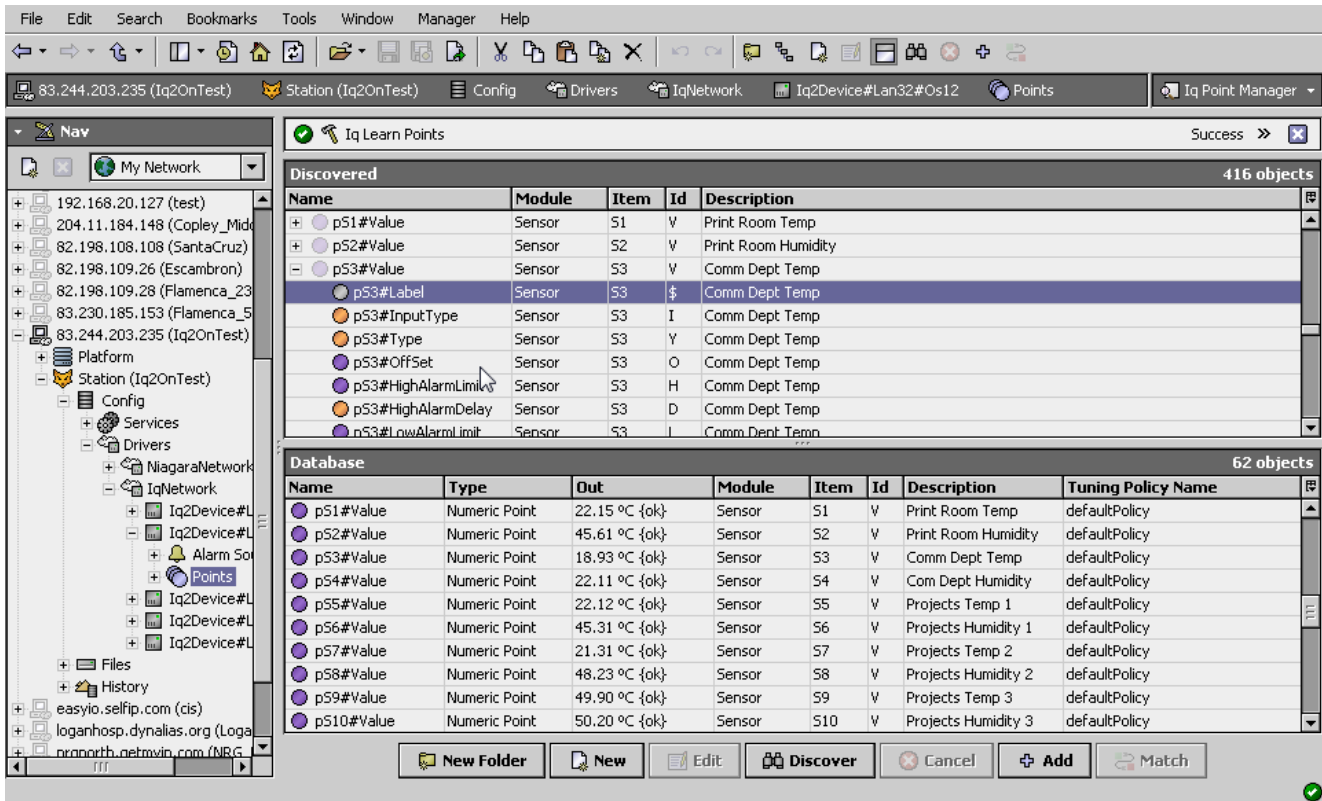 File Edit Search Bookmarks Tools Window Manager Help
83.244.203.235 (Iq2OnTest) Station (Iq2OnTest) Config Drivers IqNetwork Iq2Device#Lan32#Os12 Points Iq Point Manager
Nav
My Network
192.168.20.127 (test)
204.11.184.148 (Copley_Mid
82.198.108.108 (SantaCruz)
82.198.109.26 (Escambron)
82.198.109.28 (Flamenca_23
83.230.185.153 (Flamenca_5
83.244.203.235 (Iq2OnTest)
Platform
Station (Iq2OnTest)
Config
Services
Drivers
NiagaraNetwork
IqNetwork
Iq2Device#L
Iq2Device#L
Alarm Sou
Points
Iq2Device#L
Iq2Device#L
Iq2Device#L
Files
History
easyio.selfip.com (cis)
loganhosp.dynalias.org (Loga
Iq Learn Points Success »
Discovered 416 objects
Name Module Item Id Description
pS1#Value Sensor S1 V Print Room Temp
pS2#Value Sensor S2 V Print Room Humidity
pS3#Value Sensor S3 V Comm Dept Temp
pS3#Label Sensor S3 $ Comm Dept Temp
pS3#InputType Sensor S3 I Comm Dept Temp
pS3#Type Sensor S3 Y Comm Dept Temp
pS3#OffSet Sensor S3 O Comm Dept Temp
pS3#HighAlarmLimit Sensor S3 H Comm Dept Temp
pS3#HighAlarmDelay Sensor S3 D Comm Dept Temp
pS3#LowAlarmLimit Sensor S3 L Comm Dept Temp
Database 62 objects
Name Type Out Module Item Id Description Tuning Policy Name
pS1#Value Numeric Point 22.15 ºC {ok} Sensor S1 V Print Room Temp defaultPolicy
pS2#Value Numeric Point 45.61 ºC {ok} Sensor S2 V Print Room Humidity defaultPolicy
pS3#Value Numeric Point 18.93 ºC {ok} Sensor S3 V Comm Dept Temp defaultPolicy
pS4#Value Numeric Point 22.11 ºC {ok} Sensor S4 V Com Dept Humidity defaultPolicy
pS5#Value Numeric Point 22.12 ºC {ok} Sensor S5 V Projects Temp 1 defaultPolicy
pS6#Value Numeric Point 45.31 ºC {ok} Sensor S6 V Projects Humidity 1 defaultPolicy
pS7#Value Numeric Point 21.31 ºC {ok} Sensor S7 V Projects Temp 2 defaultPolicy
pS8#Value Numeric Point 48.23 ºC {ok} Sensor S8 V Projects Humidity 2 defaultPolicy
pS9#Value Numeric Point 49.90 ºC {ok} Sensor S9 V Projects Temp 3 defaultPolicy
pS10#Value Numeric Point 50.20 ºC {ok} Sensor S10 V Projects Humidity 3 defaultPolicy
New Folder New Edit Discover Cancel Add Match